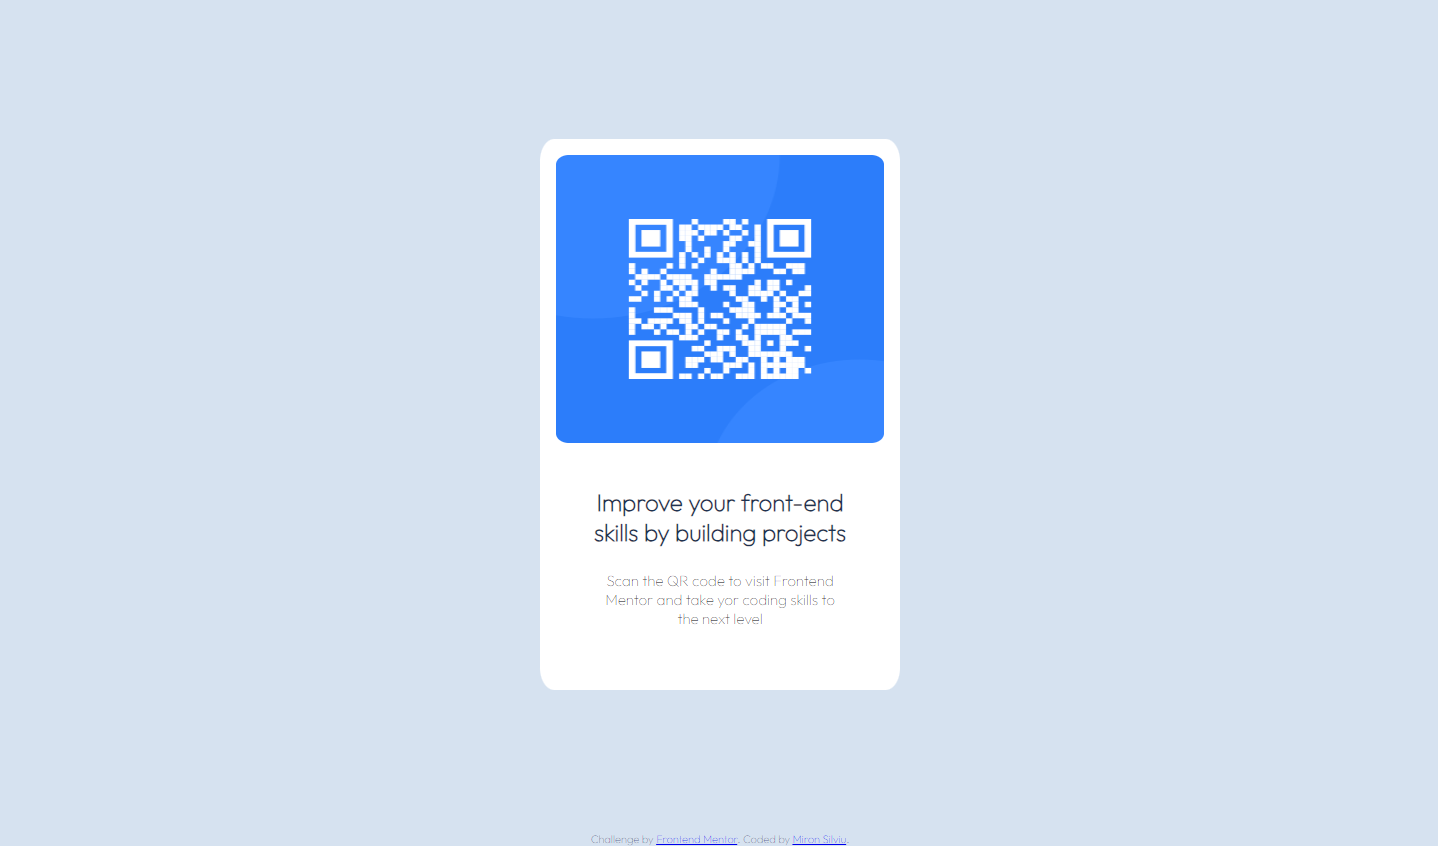 Improve your front-end
skills by building projects
Scan the QR code to visit Frontend
Mentor and take yor coding skills to
the next level
Challenge by Frontend Mentor. Coded by Miron Silviu.